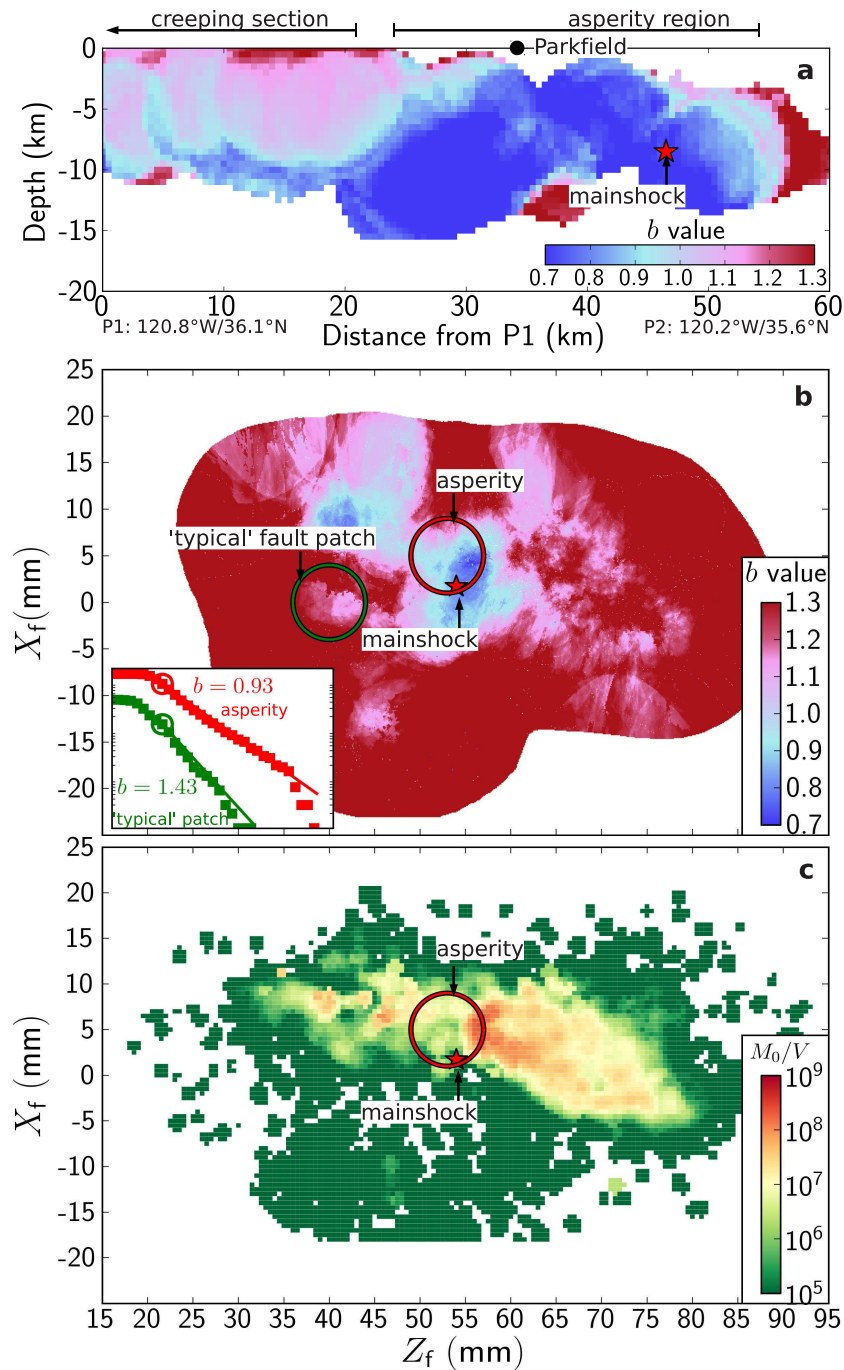 creeping section
asperity region
Parkfield
a
0
-5
-10
-15
-20
Depth (km)
mainshock
b value
0.7 0.8 0.9 1.0 1.1 1.2 1.3
0 10 20 30 40 50 60
P1: 120.8°W/36.1°N
Distance from P1 (km)
P2: 120.2°W/35.6°N
b
25
20
15
10
5
0
-5
-10
-15
-20
X_f (mm)
asperity
'typical' fault patch
mainshock
b value
1.3
1.2
1.1
1.0
0.9
0.8
0.7
b = 0.93
asperity
b = 1.43
'typical' patch
c
20
15
10
5
0
-5
-10
-15
-20
X_f (mm)
asperity
mainshock
M_0/V
10^9
10^8
10^7
10^6
10^5
15 20 25 30 35 40 45 50 55 60 65 70 75 80 85 90 95
Z_f (mm)